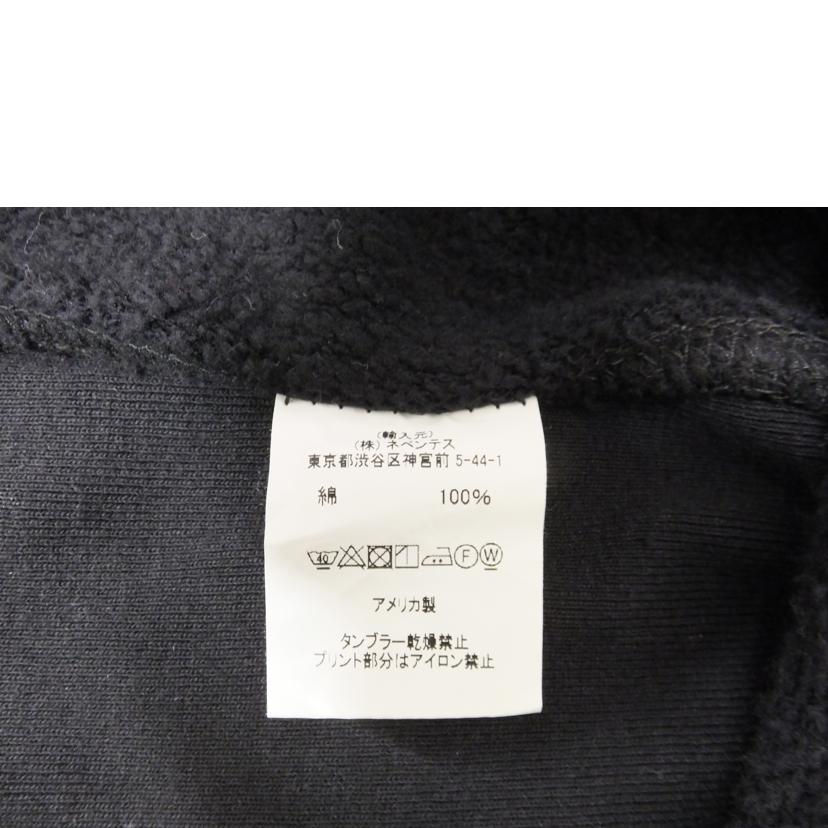 (輸入元)
(株) ネペンテス
東京都渋谷区神宮前 5-44-1
綿 100%
40 F W
アメリカ製
タンブラー乾燥禁止
プリント部分はアイロン禁止